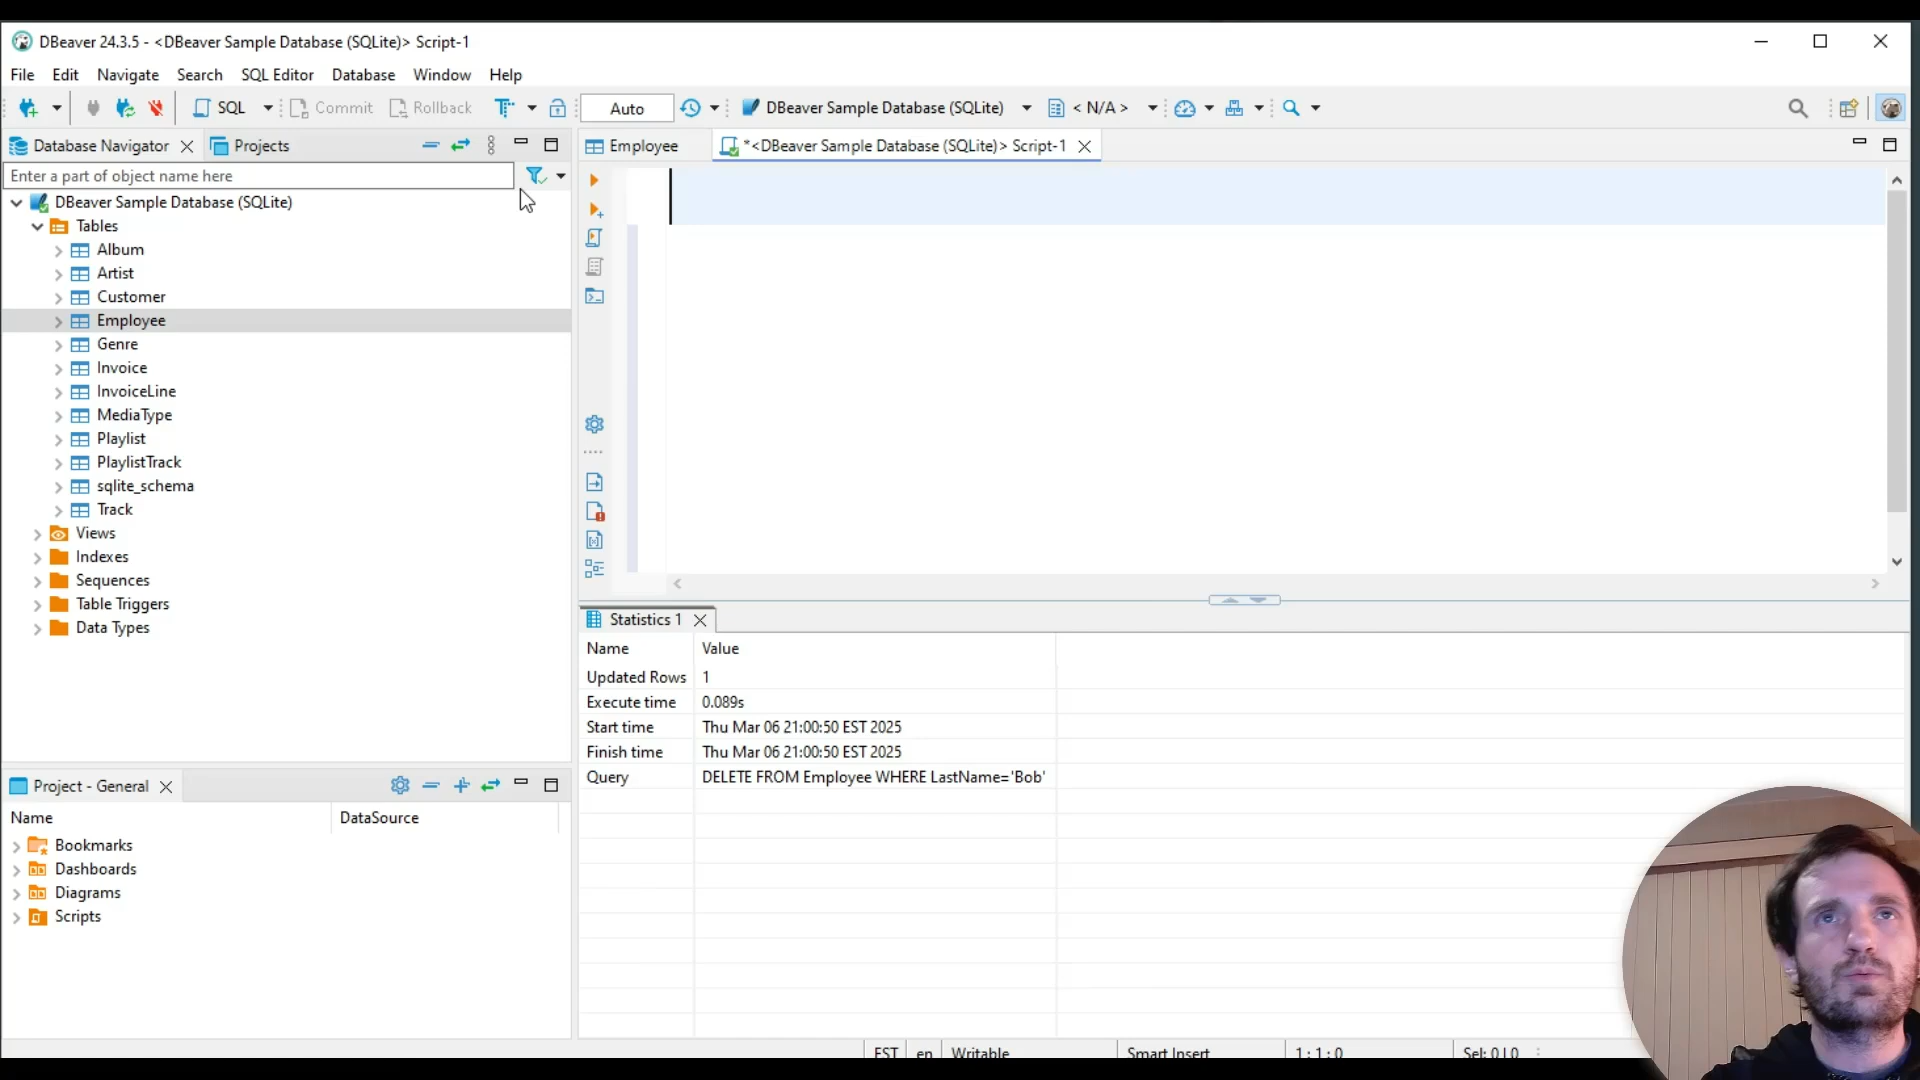 DBeaver 24.3.5 - <DBeaver Sample Database (SQLite)> Script-1
File Edit Navigate Search SQL Editor Database Window Help
SQL Commit Rollback Auto DBeaver Sample Database (SQLite) < N/A >
Database Navigator Projects
Enter a part of object name here
DBeaver Sample Database (SQLite)
Tables
Album
Artist
Customer
Employee
Genre
Invoice
InvoiceLine
MediaType
Playlist
PlaylistTrack
sqlite_schema
Track
Views
Indexes
Sequences
Table Triggers
Data Types
Project - General
Name DataSource
Bookmarks
Dashboards
Diagrams
Scripts
Employee *<DBeaver Sample Database (SQLite)> Script-1
Statistics 1
Name Value
Updated Rows 1
Execute time 0.089s
Start time Thu Mar 06 21:00:50 EST 2025
Finish time Thu Mar 06 21:00:50 EST 2025
Query DELETE FROM Employee WHERE LastName='Bob'
EST en Writable Smart Insert 1 : 1 : 0 Sel: 0 | 0